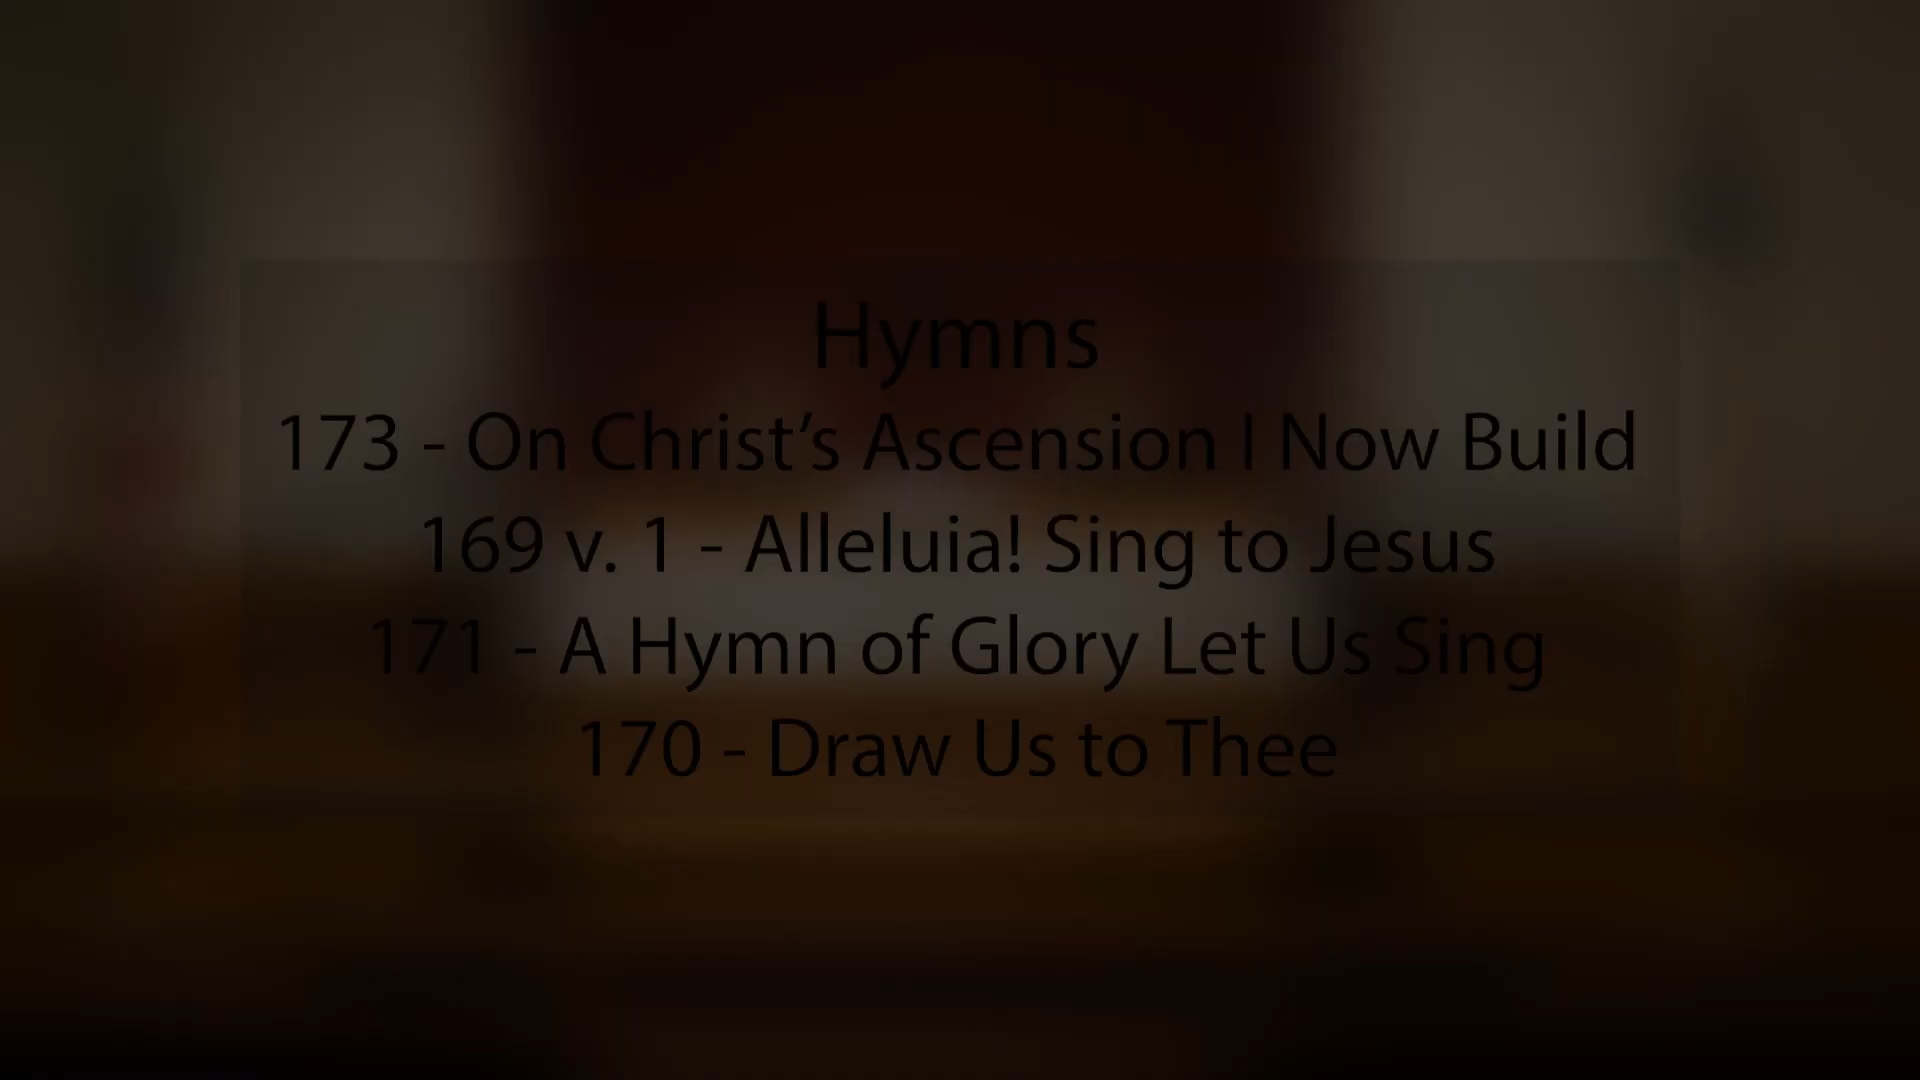 Hymns
173 - On Christ’s Ascension I Now Build
169 v. 1 - Alleluia! Sing to Jesus
171 - A Hymn of Glory Let Us Sing
170 - Draw Us to Thee